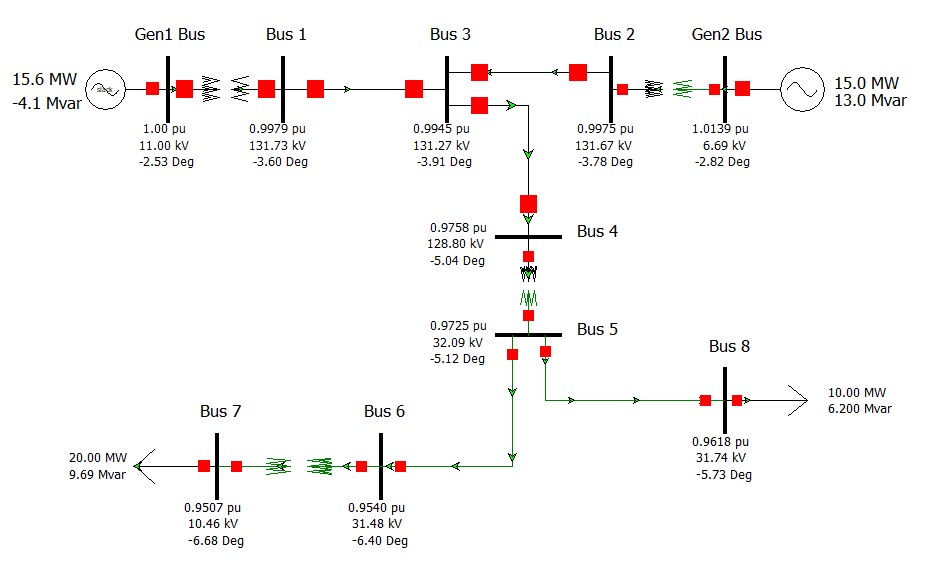 Gen1 Bus
Bus 1
Bus 3
Bus 2
Gen2 Bus
15.6 MW
-4.1 Mvar
slack
15.0 MW
13.0 Mvar
1.00 pu
11.00 kV
-2.53 Deg
0.9979 pu
131.73 kV
-3.60 Deg
0.9945 pu
131.27 kV
-3.91 Deg
0.9975 pu
131.67 kV
-3.78 Deg
1.0139 pu
6.69 kV
-2.82 Deg
0.9758 pu
128.80 kV
-5.04 Deg
Bus 4
0.9725 pu
32.09 kV
-5.12 Deg
Bus 5
Bus 8
10.00 MW
6.200 Mvar
0.9618 pu
31.74 kV
-5.73 Deg
Bus 7
Bus 6
20.00 MW
9.69 Mvar
0.9507 pu
10.46 kV
-6.68 Deg
0.9540 pu
31.48 kV
-6.40 Deg